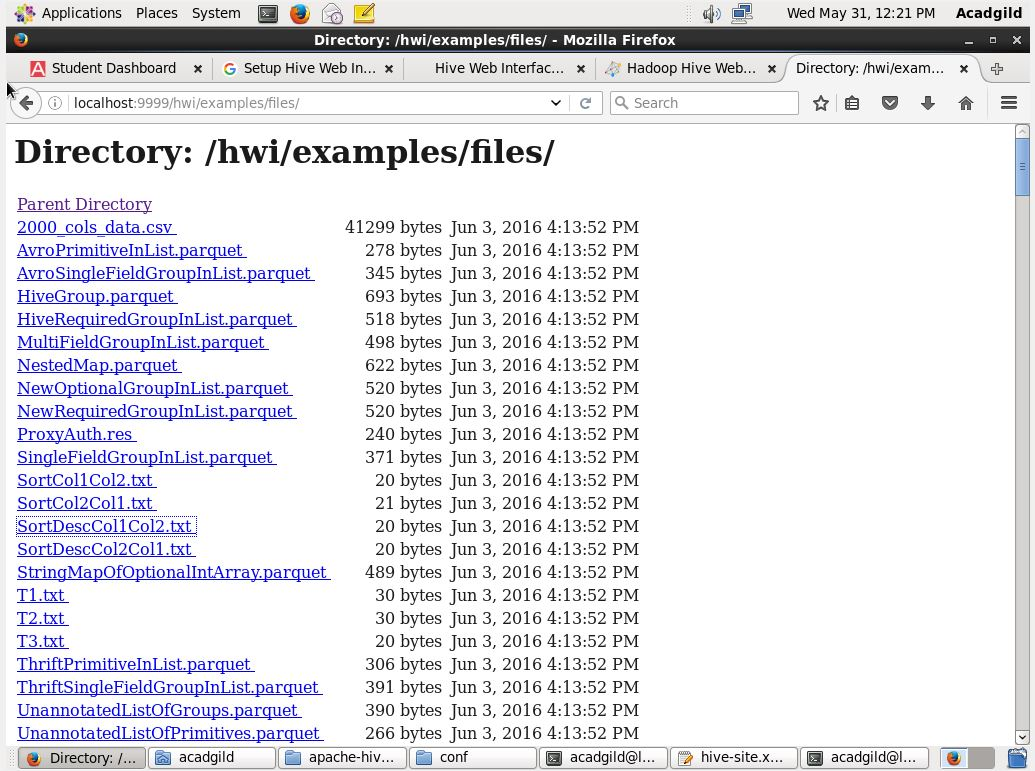 Applications Places System Wed May 31, 12:21 PM Acadgild
Directory: /hwi/examples/files/ - Mozilla Firefox
Student Dashboard Setup Hive Web In... Hive Web Interfac... Hadoop Hive Web... Directory: /hwi/exam...
localhost:9999/hwi/examples/files/ Search
Directory: /hwi/examples/files/
Parent Directory
2000_cols_data.csv 41299 bytes Jun 3, 2016 4:13:52 PM
AvroPrimitiveInList.parquet 278 bytes Jun 3, 2016 4:13:52 PM
AvroSingleFieldGroupInList.parquet 345 bytes Jun 3, 2016 4:13:52 PM
HiveGroup.parquet 693 bytes Jun 3, 2016 4:13:52 PM
HiveRequiredGroupInList.parquet 518 bytes Jun 3, 2016 4:13:52 PM
MultiFieldGroupInList.parquet 498 bytes Jun 3, 2016 4:13:52 PM
NestedMap.parquet 622 bytes Jun 3, 2016 4:13:52 PM
NewOptionalGroupInList.parquet 520 bytes Jun 3, 2016 4:13:52 PM
NewRequiredGroupInList.parquet 520 bytes Jun 3, 2016 4:13:52 PM
ProxyAuth.res 240 bytes Jun 3, 2016 4:13:52 PM
SingleFieldGroupInList.parquet 371 bytes Jun 3, 2016 4:13:52 PM
SortCol1Col2.txt 20 bytes Jun 3, 2016 4:13:52 PM
SortCol2Col1.txt 21 bytes Jun 3, 2016 4:13:52 PM
SortDescCol1Col2.txt 20 bytes Jun 3, 2016 4:13:52 PM
SortDescCol2Col1.txt 20 bytes Jun 3, 2016 4:13:52 PM
StringMapOfOptionalIntArray.parquet 489 bytes Jun 3, 2016 4:13:52 PM
T1.txt 30 bytes Jun 3, 2016 4:13:52 PM
T2.txt 30 bytes Jun 3, 2016 4:13:52 PM
T3.txt 20 bytes Jun 3, 2016 4:13:52 PM
ThriftPrimitiveInList.parquet 306 bytes Jun 3, 2016 4:13:52 PM
ThriftSingleFieldGroupInList.parquet 391 bytes Jun 3, 2016 4:13:52 PM
UnannotatedListOfGroups.parquet 390 bytes Jun 3, 2016 4:13:52 PM
UnannotatedListOfPrimitives.parquet 266 bytes Jun 3, 2016 4:13:52 PM
Directory: /... acadgild apache-hiv... conf acadgild@l... hive-site.x... acadgild@l...